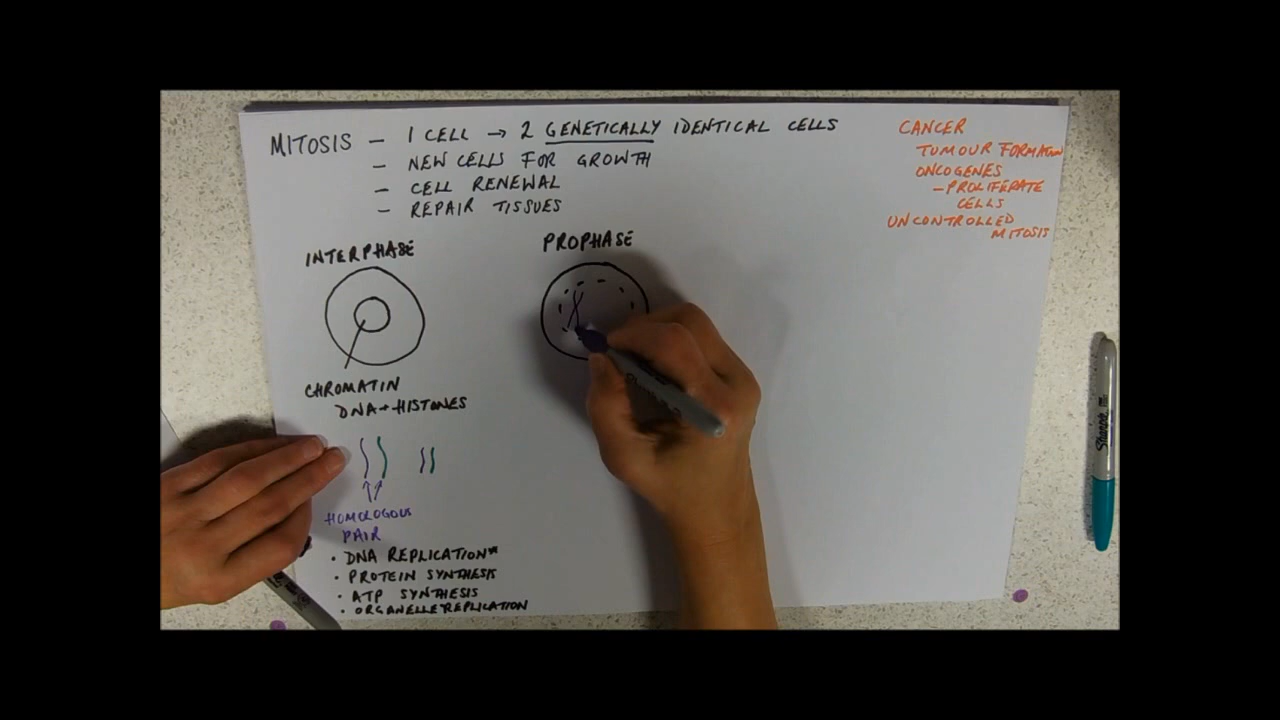 MITOSIS – 1 CELL → 2 GENETICALLY IDENTICAL CELLS
– NEW CELLS FOR GROWTH
– CELL RENEWAL
– REPAIR TISSUES
CANCER
TUMOUR FORMATION
ONCOGENES
– PROLIFERATE
CELLS
UNCONTROLLED
MITOSIS
INTERPHASE
PROPHASE
CHROMATIN
DNA + HISTONES
HOMOLOGOUS
PAIR
• DNA REPLICATION*
• PROTEIN SYNTHESIS
• ATP SYNTHESIS
• ORGANELLE REPLICATION
Sharpie